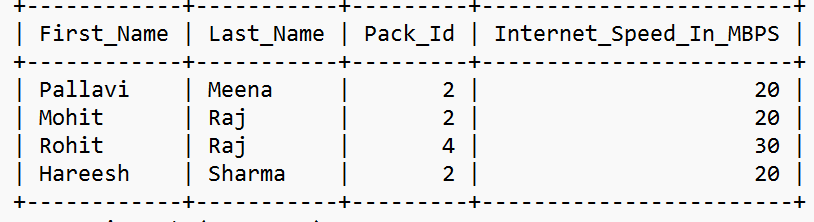 +-----------+-----------+---------+------------------------+
| First_Name | Last_Name | Pack_Id | Internet_Speed_In_MBPS |
+-----------+-----------+---------+------------------------+
| Pallavi | Meena | 2 | 20 |
| Mohit | Raj | 2 | 20 |
| Rohit | Raj | 4 | 30 |
| Hareesh | Sharma | 2 | 20 |
+-----------+-----------+---------+------------------------+